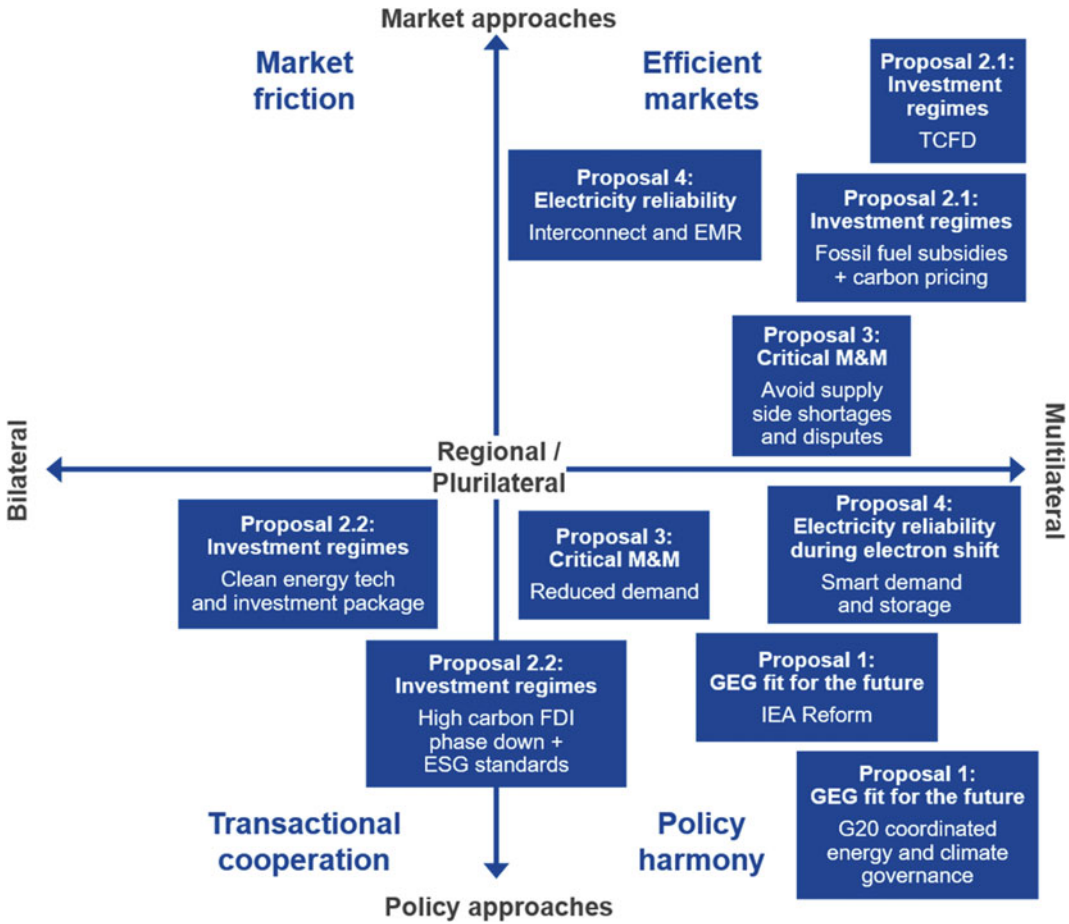 Market approaches
Market
friction
Efficient
markets
Proposal 2.1:
Investment
regimes
TCFD
Proposal 4:
Electricity reliability
Interconnect and EMR
Proposal 2.1:
Investment regimes
Fossil fuel subsidies
+ carbon pricing
Proposal 3:
Critical M&M
Avoid supply
side shortages
and disputes
Bilateral
Regional /
Plurilateral
Multilateral
Proposal 2.2:
Investment regimes
Clean energy tech
and investment package
Proposal 3:
Critical M&M
Reduced demand
Proposal 4:
Electricity reliability
during electron shift
Smart demand
and storage
Proposal 2.2:
Investment regimes
High carbon FDI
phase down +
ESG standards
Proposal 1:
GEG fit for the future
IEA Reform
Proposal 1:
GEG fit for the future
G20 coordinated
energy and climate
governance
Transactional
cooperation
Policy
harmony
Policy approaches